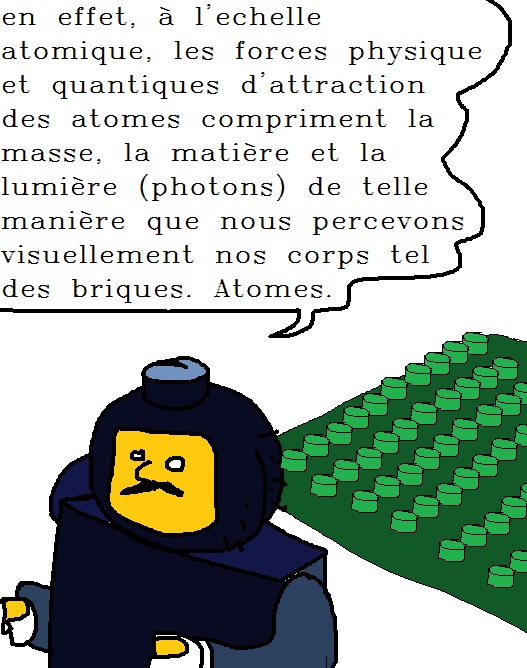 en effet, à l'echelle
atomique, les forces physique
et quantiques d'attraction
des atomes compriment la
masse, la matière et la
lumière (photons) de telle
manière que nous percevons
visuellement nos corps tel
des briques. Atomes.